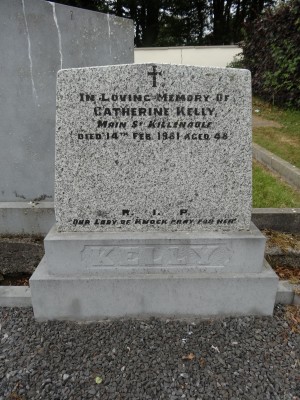 In Loving Memory Of
Catherine Kelly
Main St Killenaule
Died 14th Feb. 1981 Aged 48
R. I. P.
"Our Lady Of Knock Pray For Her"
KELLY